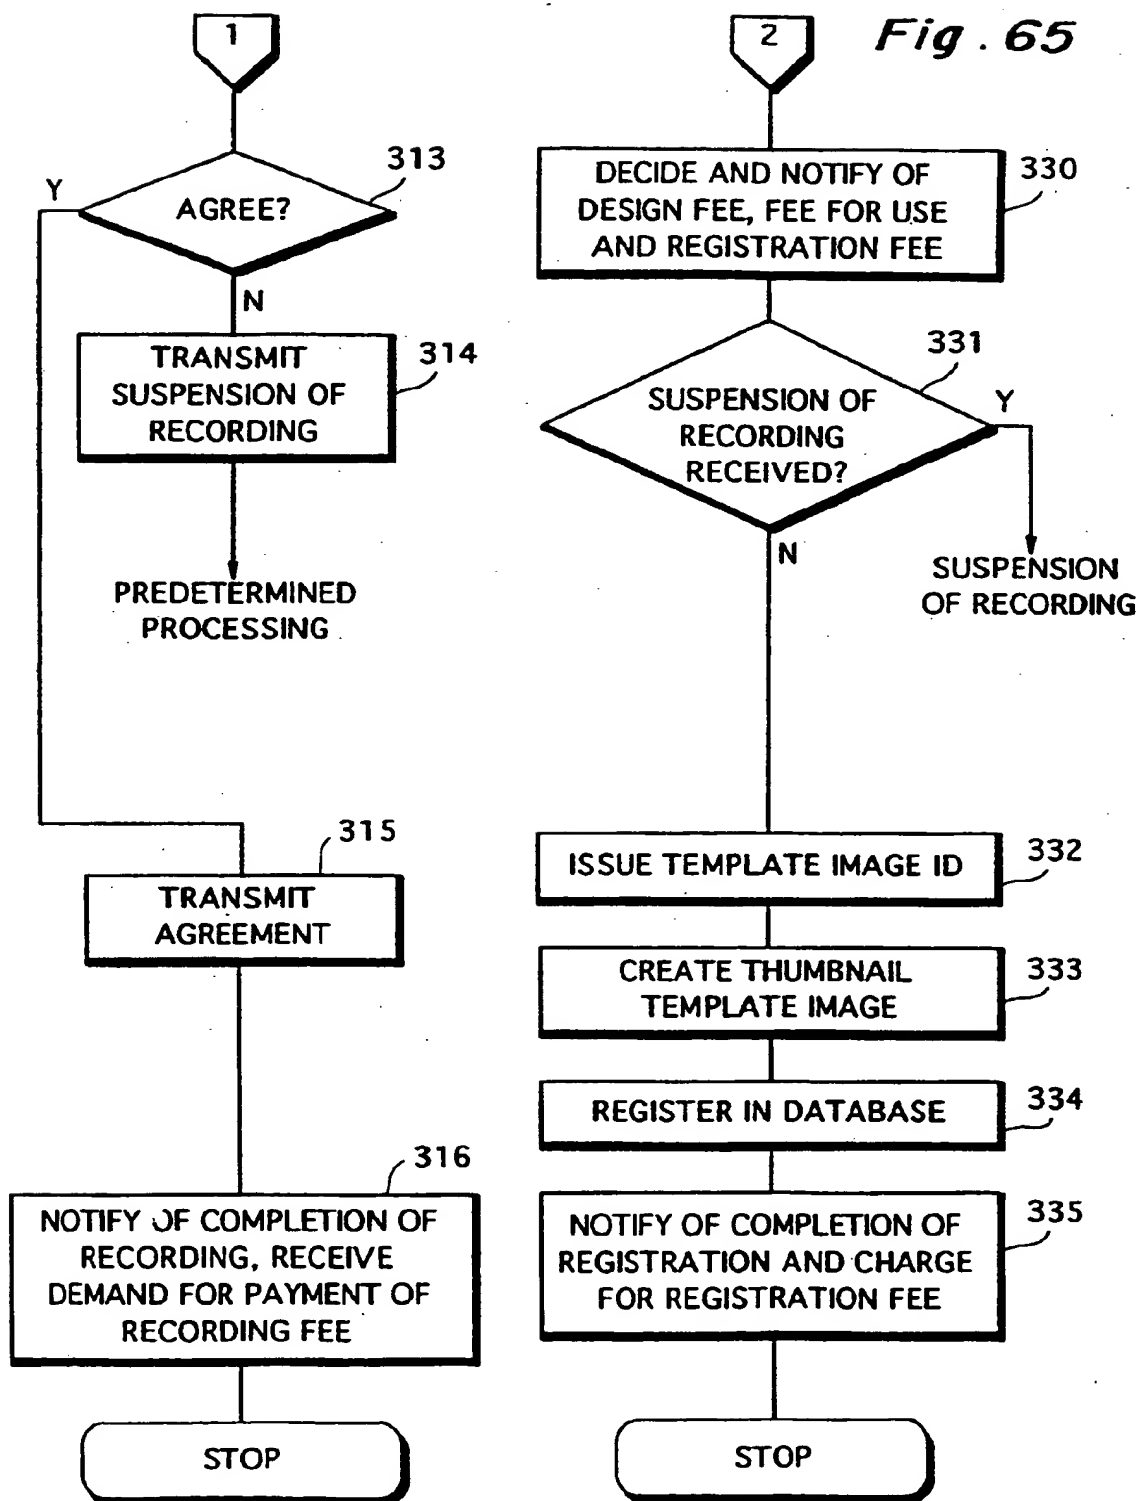 Fig. 65
1
AGREE?
313
Y
N
TRANSMIT
SUSPENSION OF
RECORDING
314
PREDETERMINED
PROCESSING
315
TRANSMIT
AGREEMENT
316
NOTIFY OF COMPLETION OF
RECORDING, RECEIVE
DEMAND FOR PAYMENT OF
RECORDING FEE
STOP
2
DECIDE AND NOTIFY OF
DESIGN FEE, FEE FOR USE
AND REGISTRATION FEE
330
331
SUSPENSION OF
RECORDING
RECEIVED?
Y
N
SUSPENSION
OF RECORDING
ISSUE TEMPLATE IMAGE ID
332
CREATE THUMBNAIL
TEMPLATE IMAGE
333
REGISTER IN DATABASE
334
NOTIFY OF COMPLETION OF
REGISTRATION AND CHARGE
FOR REGISTRATION FEE
335
STOP